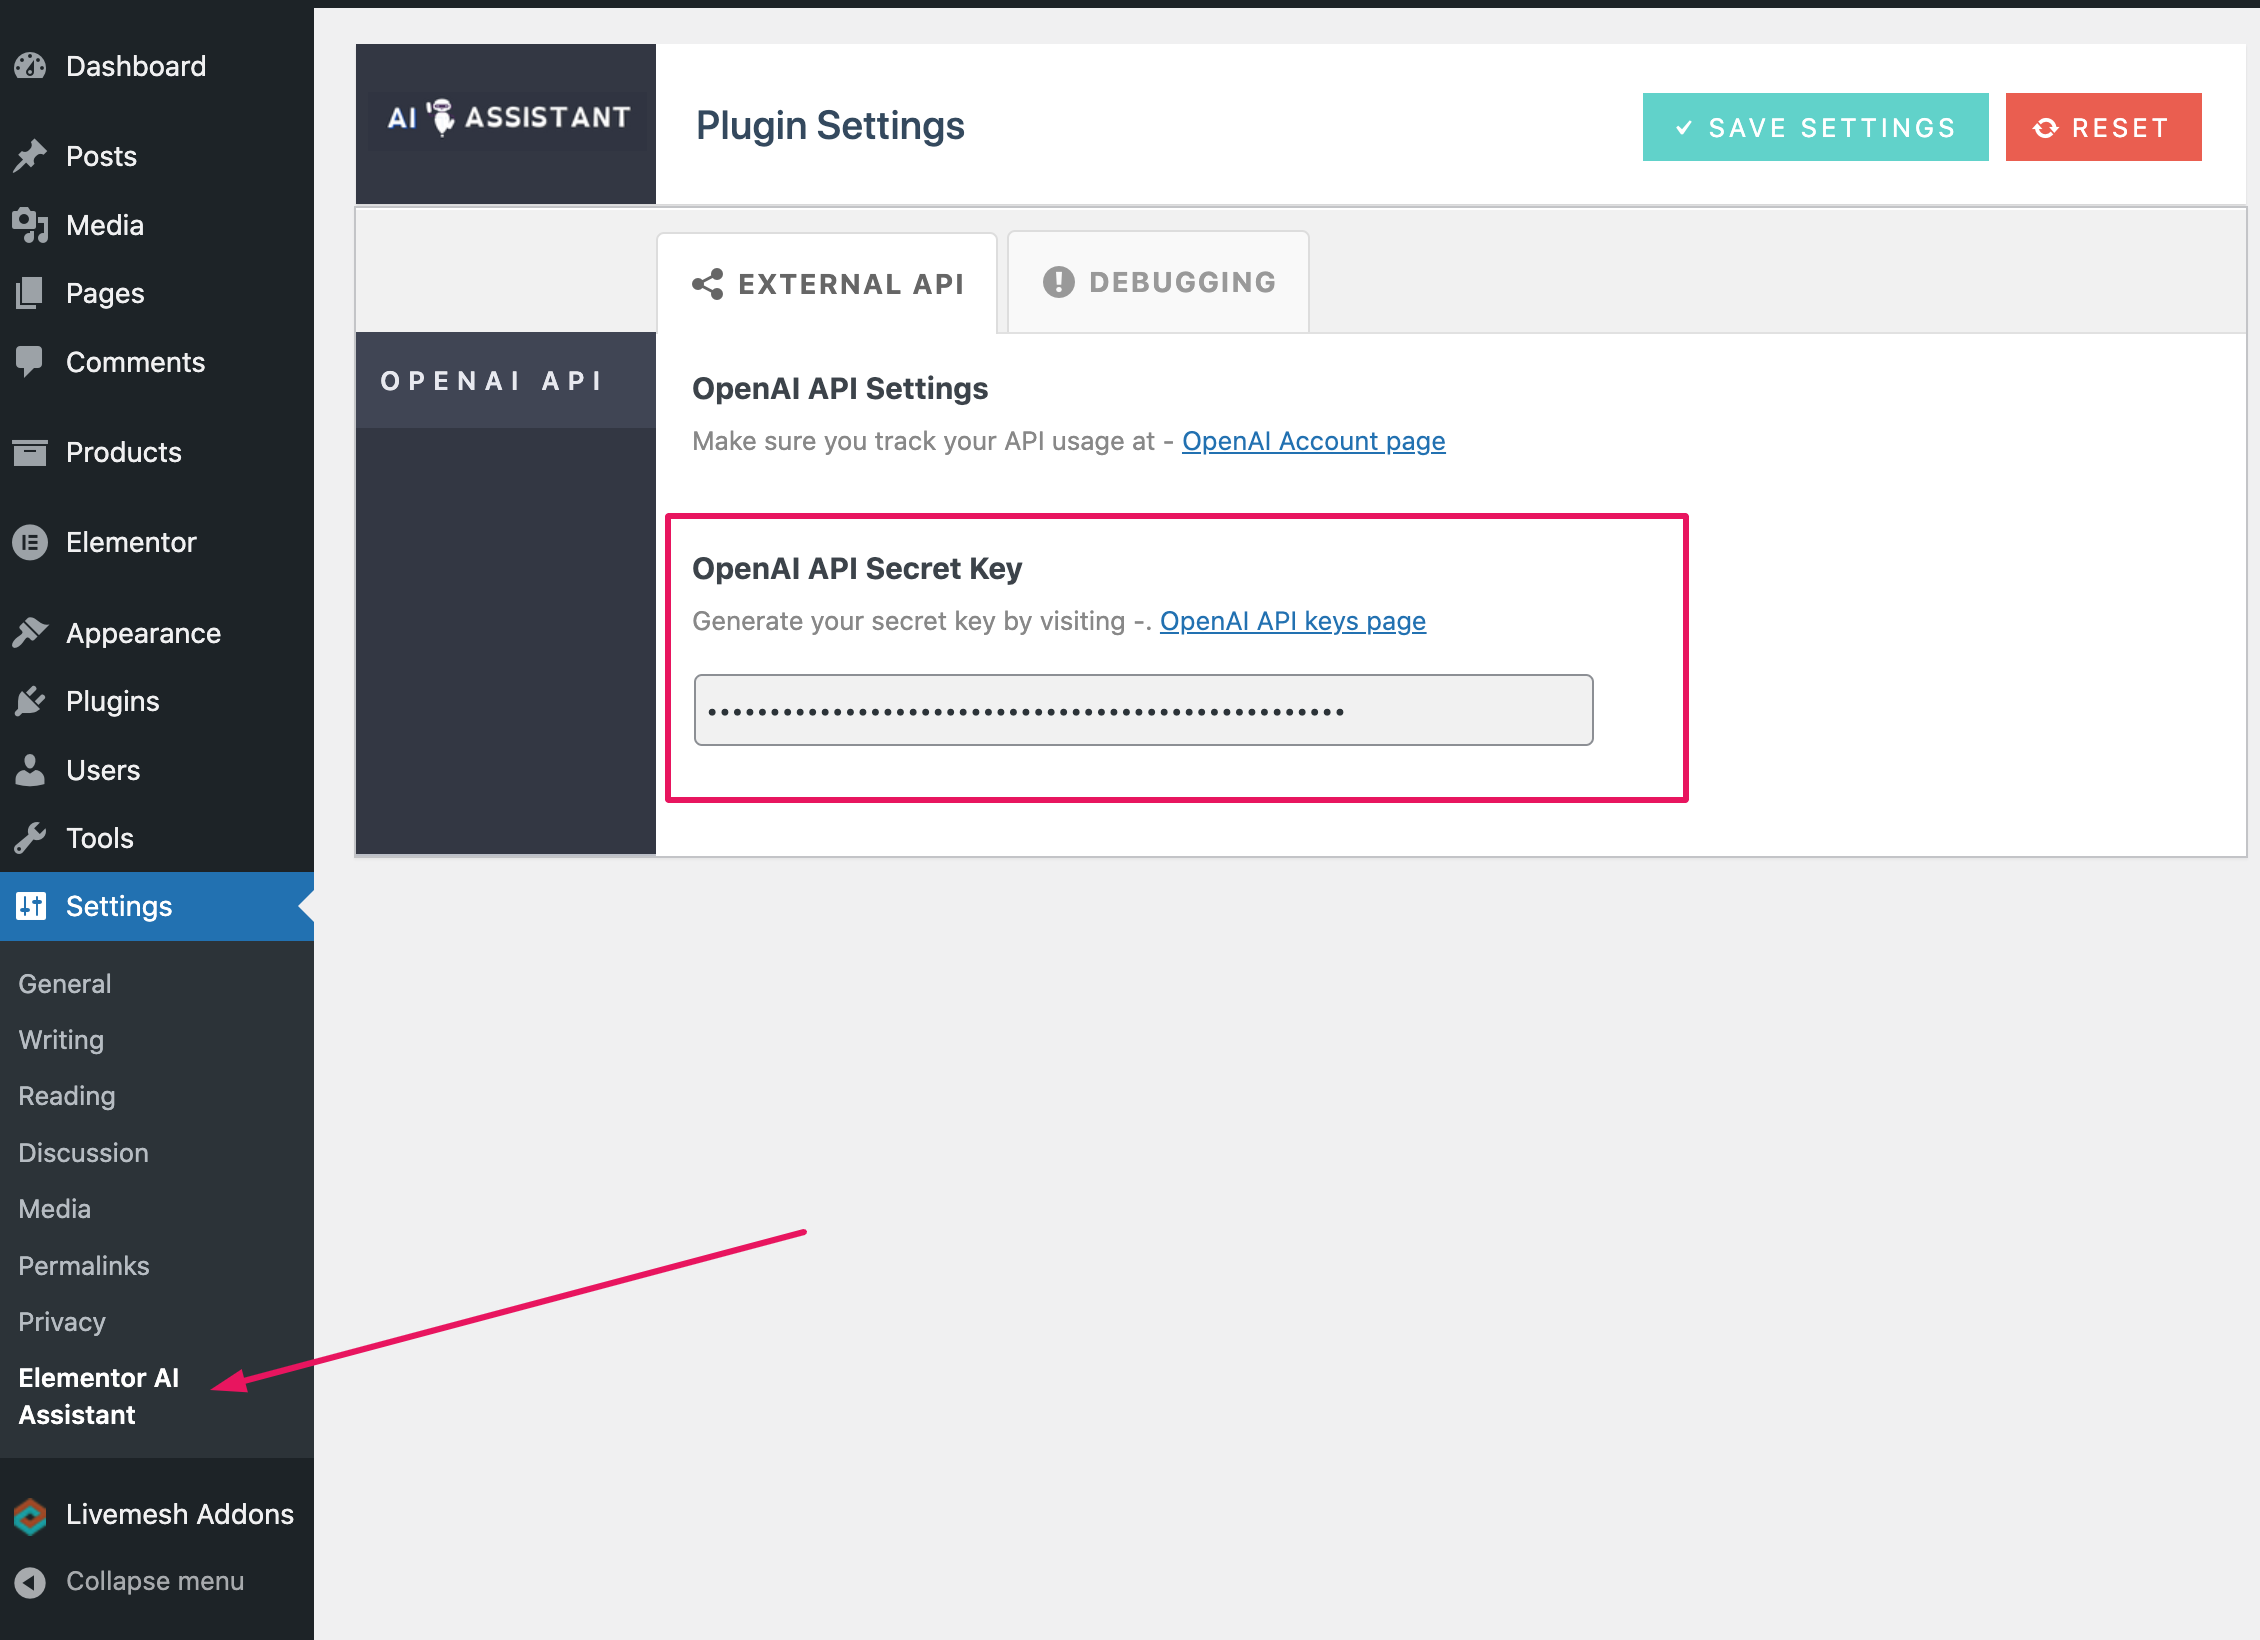 Dashboard
Posts
Media
Pages
Comments
Products
Elementor
Appearance
Plugins
Users
Tools
Settings
General
Writing
Reading
Discussion
Media
Permalinks
Privacy
Elementor AI
Assistant
Livemesh Addons
Collapse menu
AI ASSISTANT
Plugin Settings
SAVE SETTINGS
RESET
EXTERNAL API
DEBUGGING
OPENAI API
OpenAI API Settings
Make sure you track your API usage at - OpenAI Account page
OpenAI API Secret Key
Generate your secret key by visiting -. OpenAI API keys page